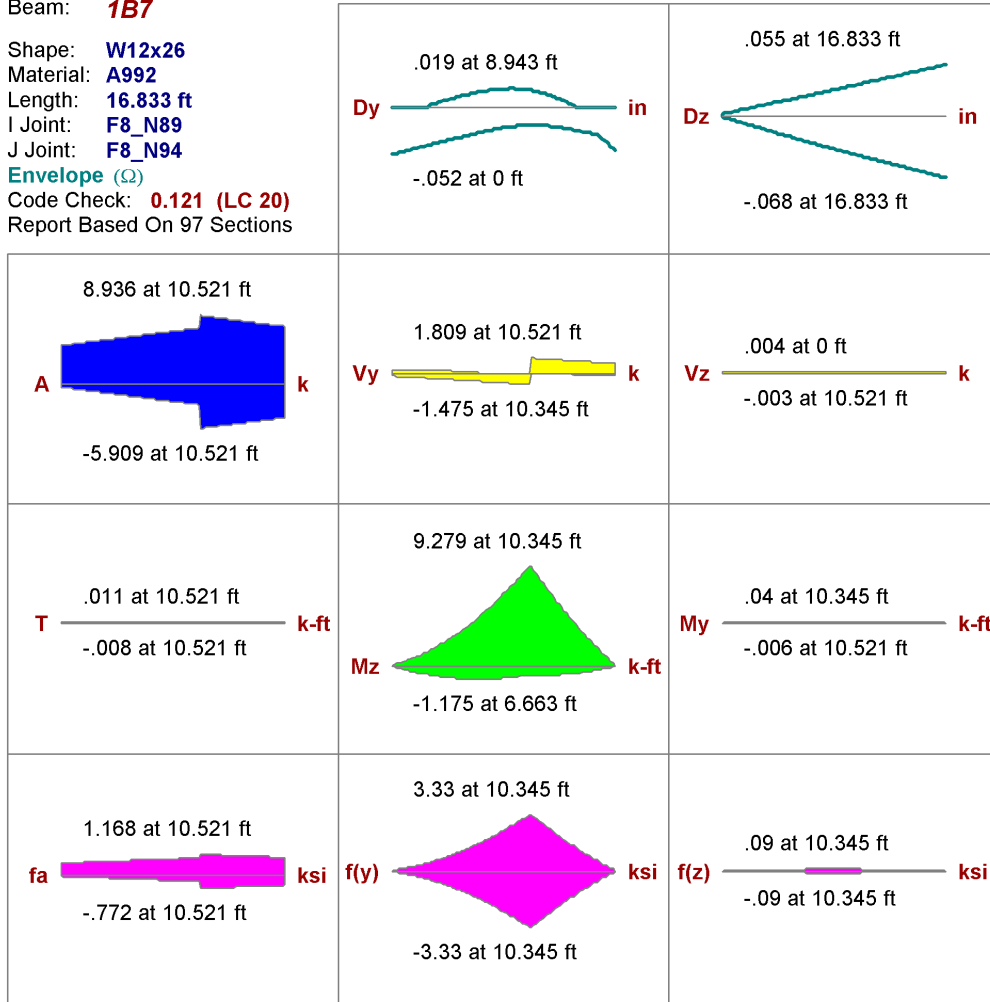 Beam: 1B7
Shape: W12x26
Material: A992
Length: 16.833 ft
I Joint: F8_N89
J Joint: F8_N94
Envelope (Ω)
Code Check: 0.121 (LC 20)
Report Based On 97 Sections
.019 at 8.943 ft
Dy in
-.052 at 0 ft
.055 at 16.833 ft
Dz in
-.068 at 16.833 ft
8.936 at 10.521 ft
A k
-5.909 at 10.521 ft
1.809 at 10.521 ft
Vy k
-1.475 at 10.345 ft
.004 at 0 ft
Vz k
-.003 at 10.521 ft
.011 at 10.521 ft
T k-ft
-.008 at 10.521 ft
9.279 at 10.345 ft
Mz k-ft
-1.175 at 6.663 ft
.04 at 10.345 ft
My k-ft
-.006 at 10.521 ft
1.168 at 10.521 ft
fa ksi
-.772 at 10.521 ft
3.33 at 10.345 ft
f(y) ksi
-3.33 at 10.345 ft
.09 at 10.345 ft
f(z) ksi
-.09 at 10.345 ft